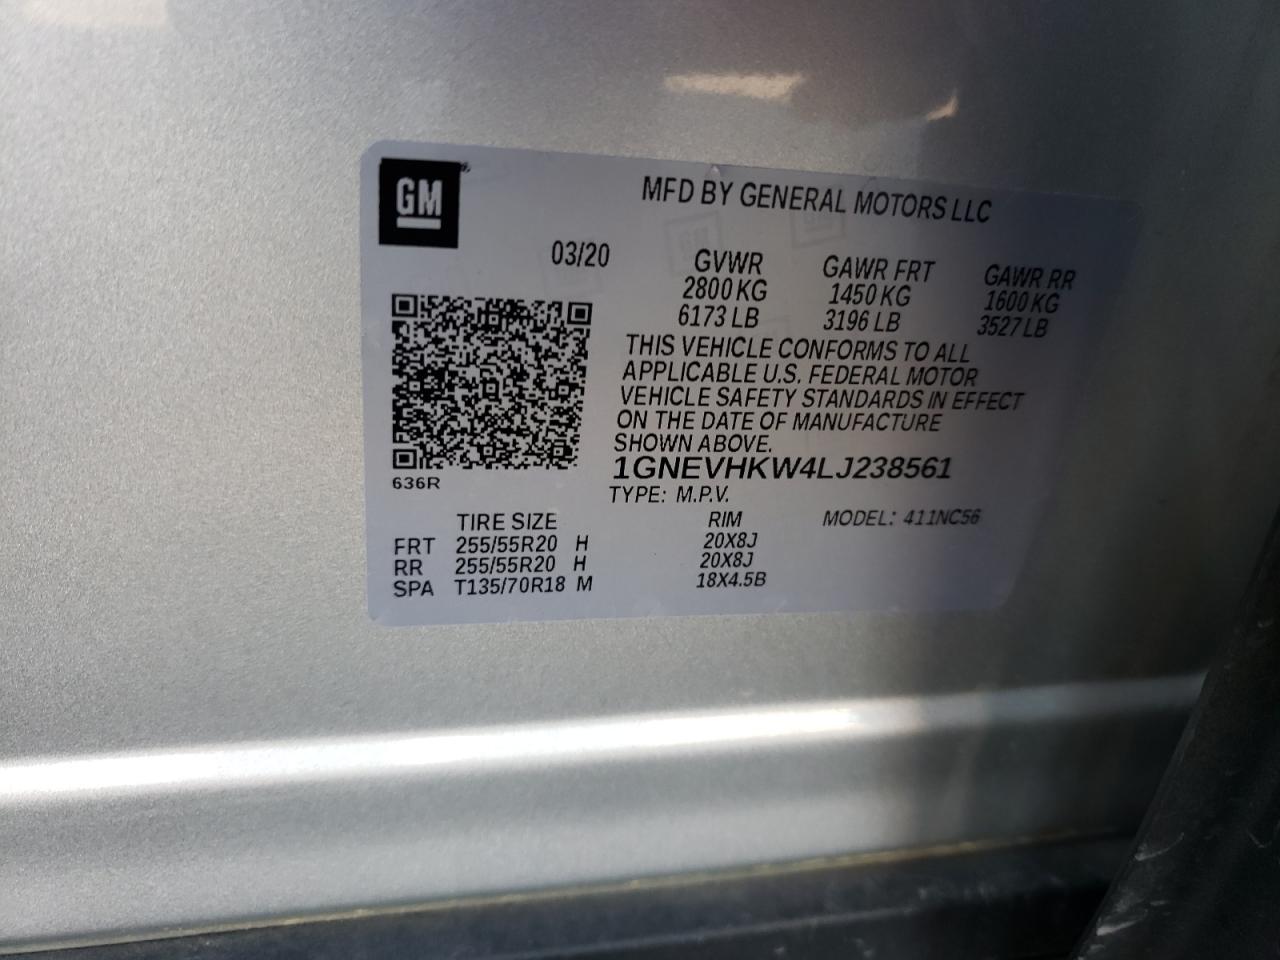 GM
MFD BY GENERAL MOTORS LLC
03/20
GVWR GAWR FRT GAWR RR
2800 KG 1450 KG 1600 KG
6173 LB 3196 LB 3527 LB
THIS VEHICLE CONFORMS TO ALL
APPLICABLE U.S. FEDERAL MOTOR
VEHICLE SAFETY STANDARDS IN EFFECT
ON THE DATE OF MANUFACTURE
SHOWN ABOVE.
1GNEVHKW4LJ238561
636R
TYPE: M.P.V.
TIRE SIZE RIM MODEL: 411NC56
FRT 255/55R20 H 20X8J
RR 255/55R20 H 20X8J
SPA T135/70R18 M 18X4.5B